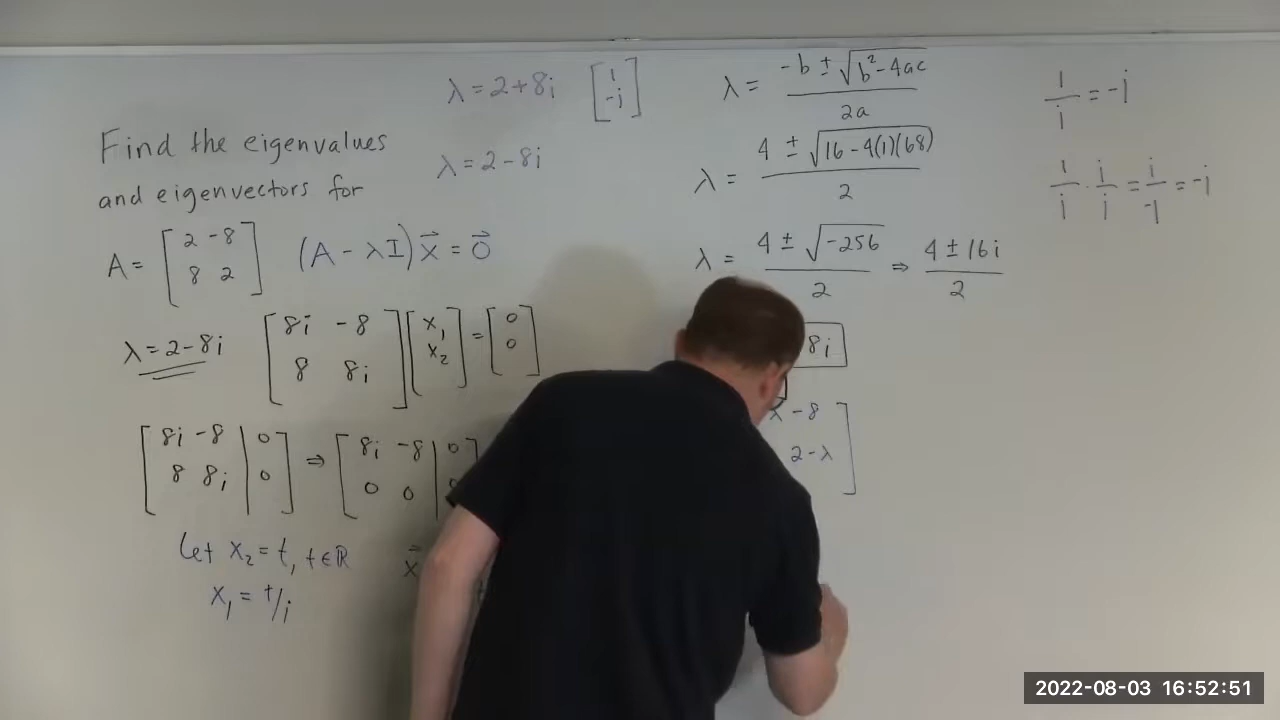 λ = 2+8i [1 -i]
Find the eigenvalues
and eigenvectors for
λ = 2-8i
A = [2 -8
8 2]
(A - λI) x⃗ = 0⃗
λ = 2-8i [8i -8
8 8i] [x₁
x₂] = [0
0]
[8i -8 | 0
8 8i | 0] ⇒ [8i -8 | 0
0 0 |
Let x₂ = t, t∈ℝ
x⃗
x₁ = t/i
λ = (-b ± √(b²-4ac))/2a
λ = (4 ± √(16-4(1)(68)))/2
λ = (4 ± √(-256))/2 ⇒ (4 ± 16i)/2
8i
-8
2-λ]
1/i = -i
1/i · i/i = i/-1 = -i
2022-08-03 16:52:51